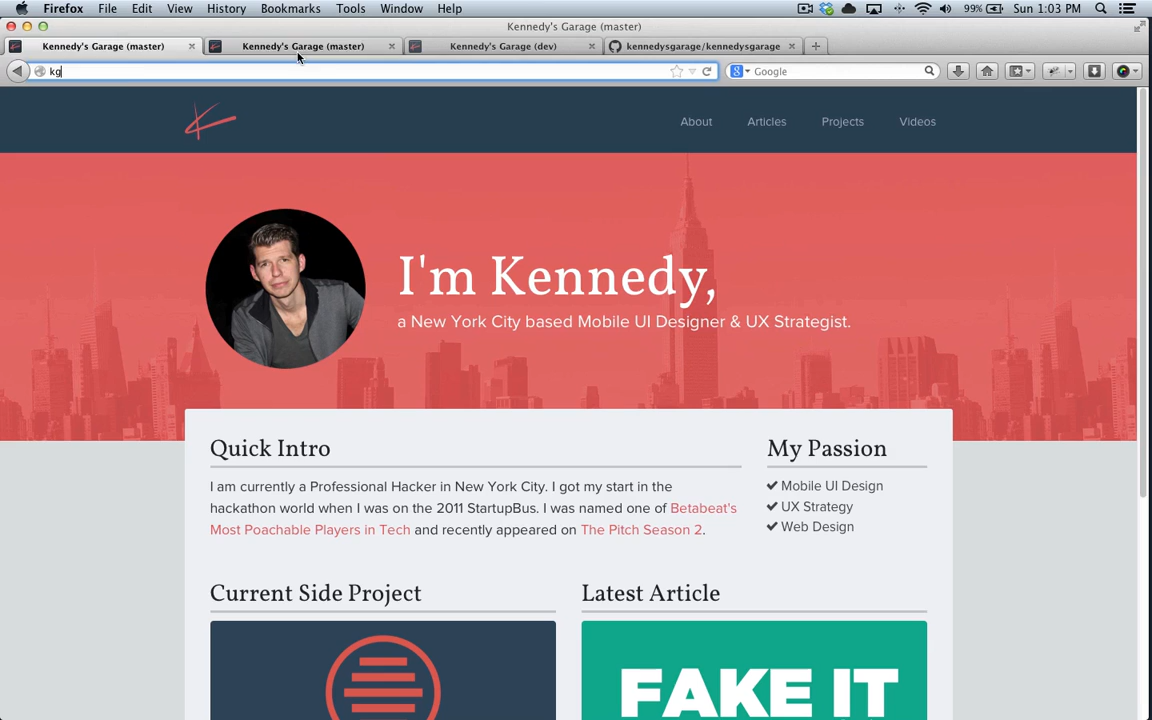 Firefox File Edit View History Bookmarks Tools Window Help 99% Sun 1:03 PM
Kennedy's Garage (master)
Kennedy's Garage (master) Kennedy's Garage (master) Kennedy's Garage (dev) kennedysgarage/kennedysgarage
kg Google
About Articles Projects Videos
I'm Kennedy,
a New York City based Mobile UI Designer & UX Strategist.
Quick Intro
I am currently a Professional Hacker in New York City. I got my start in the
hackathon world when I was on the 2011 StartupBus. I was named one of Betabeat's
Most Poachable Players in Tech and recently appeared on The Pitch Season 2.
My Passion
Mobile UI Design
UX Strategy
Web Design
Current Side Project
Latest Article
FAKE IT